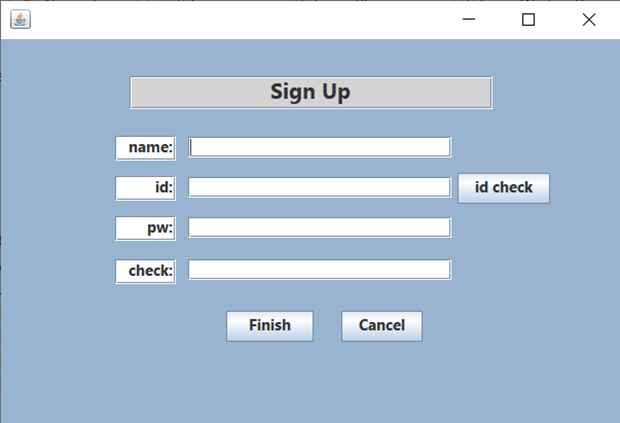 Sign Up
name:
id:
id check
pw:
check:
Finish
Cancel